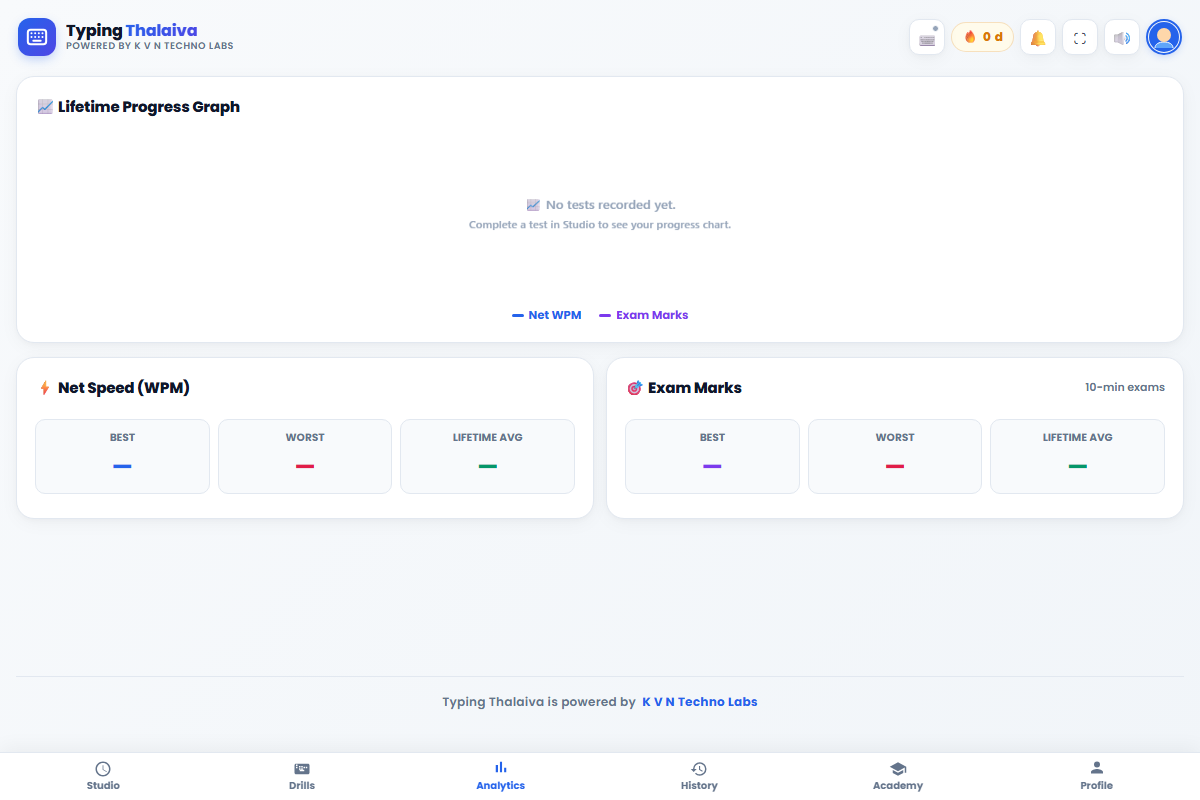 Typing Thalaiva
POWERED BY K V N TECHNO LABS
0 d
Lifetime Progress Graph
No tests recorded yet.
Complete a test in Studio to see your progress chart.
Net WPM
Exam Marks
Net Speed (WPM)
BEST
—
WORST
—
LIFETIME AVG
—
Exam Marks
10-min exams
BEST
—
WORST
—
LIFETIME AVG
—
Typing Thalaiva is powered by K V N Techno Labs
Studio
Drills
Analytics
History
Academy
Profile